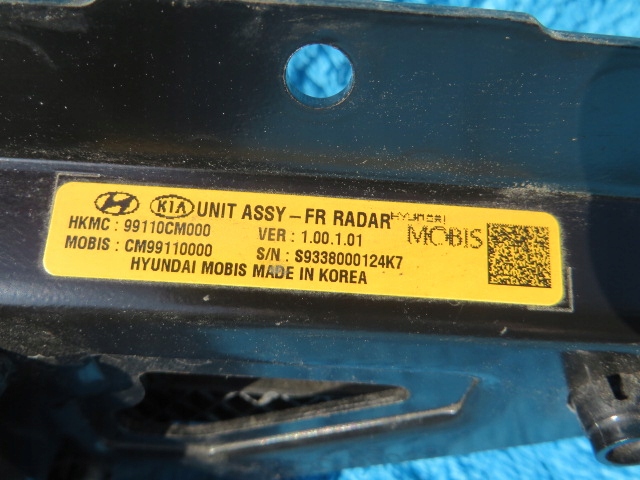 KIA UNIT ASSY-FR RADAR
HKMC : 99110CM000 VER : 1.00.1.01
MOBIS : CM99110000 S/N : S9338000124K7
HYUNDAI MOBIS MADE IN KOREA
HYUNDAI
MOBIS